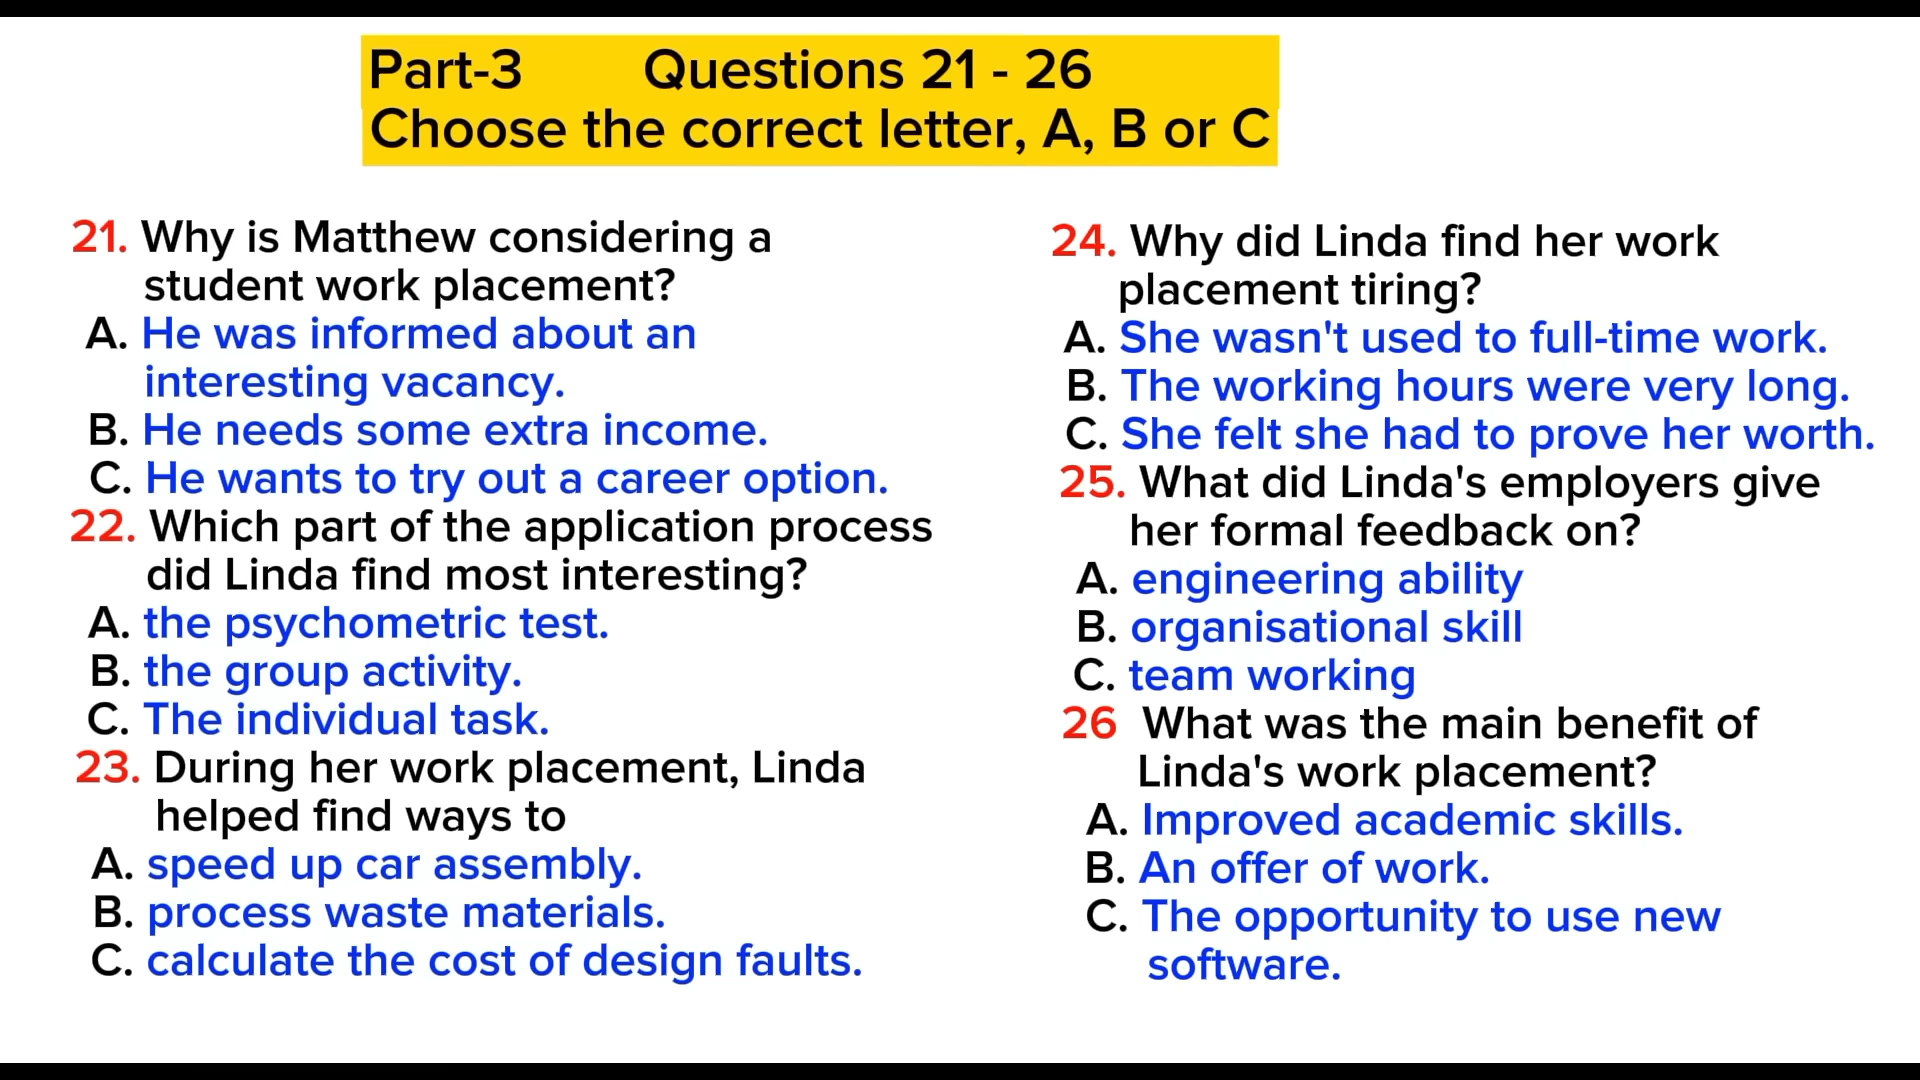 Part-3 Questions 21 - 26
Choose the correct letter, A, B or C
21. Why is Matthew considering a
student work placement?
A. He was informed about an
interesting vacancy.
B. He needs some extra income.
C. He wants to try out a career option.
22. Which part of the application process
did Linda find most interesting?
A. the psychometric test.
B. the group activity.
C. The individual task.
23. During her work placement, Linda
helped find ways to
A. speed up car assembly.
B. process waste materials.
C. calculate the cost of design faults.
24. Why did Linda find her work
placement tiring?
A. She wasn't used to full-time work.
B. The working hours were very long.
C. She felt she had to prove her worth.
25. What did Linda's employers give
her formal feedback on?
A. engineering ability
B. organisational skill
C. team working
26 What was the main benefit of
Linda's work placement?
A. Improved academic skills.
B. An offer of work.
C. The opportunity to use new
software.